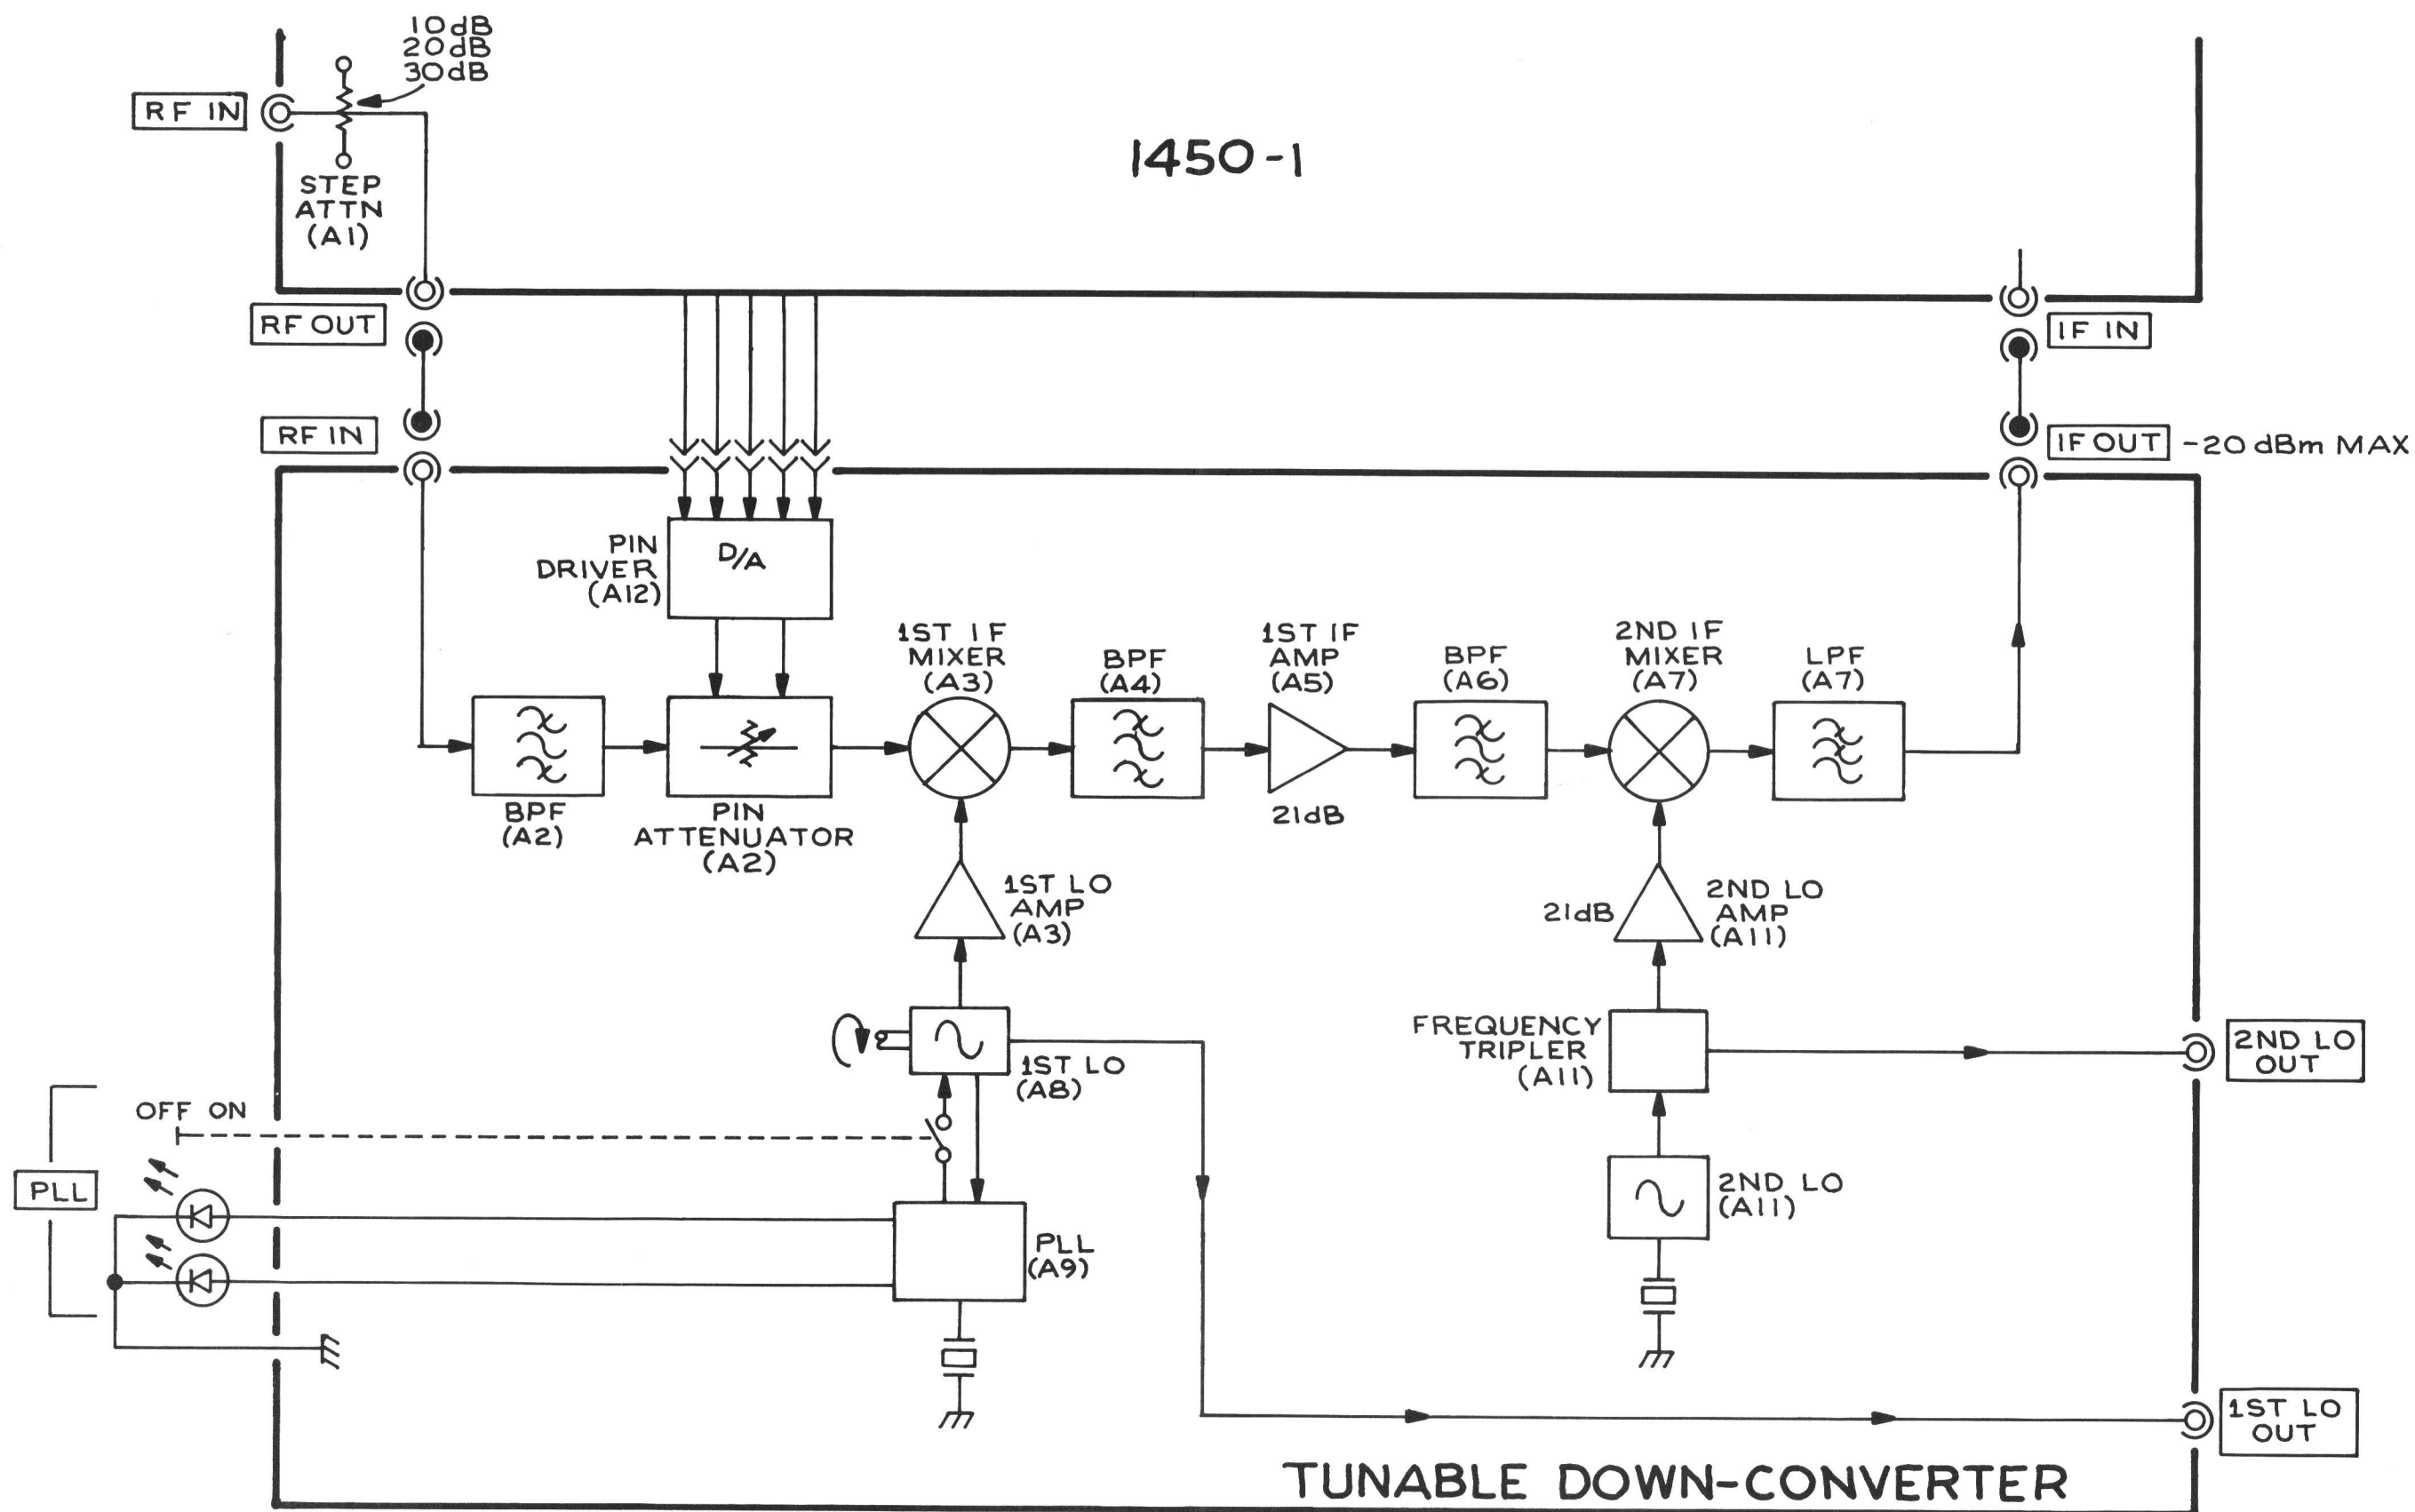 10dB
20dB
30dB
RF IN
STEP
ATTN
(A1)
1450-1
RF OUT
IF IN
RF IN
IF OUT
-20 dBm MAX
PIN
DRIVER
(A12)
D/A
1ST IF
MIXER
(A3)
BPF
(A4)
1ST IF
AMP
(A5)
BPF
(A6)
2ND IF
MIXER
(A7)
LPF
(A7)
BPF
(A2)
PIN
ATTENUATOR
(A2)
21dB
1ST LO
AMP
(A3)
21dB
2ND LO
AMP
(A11)
FREQUENCY
TRIPLER
(A11)
2ND LO
OUT
1ST LO
(A8)
OFF ON
PLL
2ND LO
(A11)
PLL
(A9)
1ST LO
OUT
TUNABLE DOWN-CONVERTER